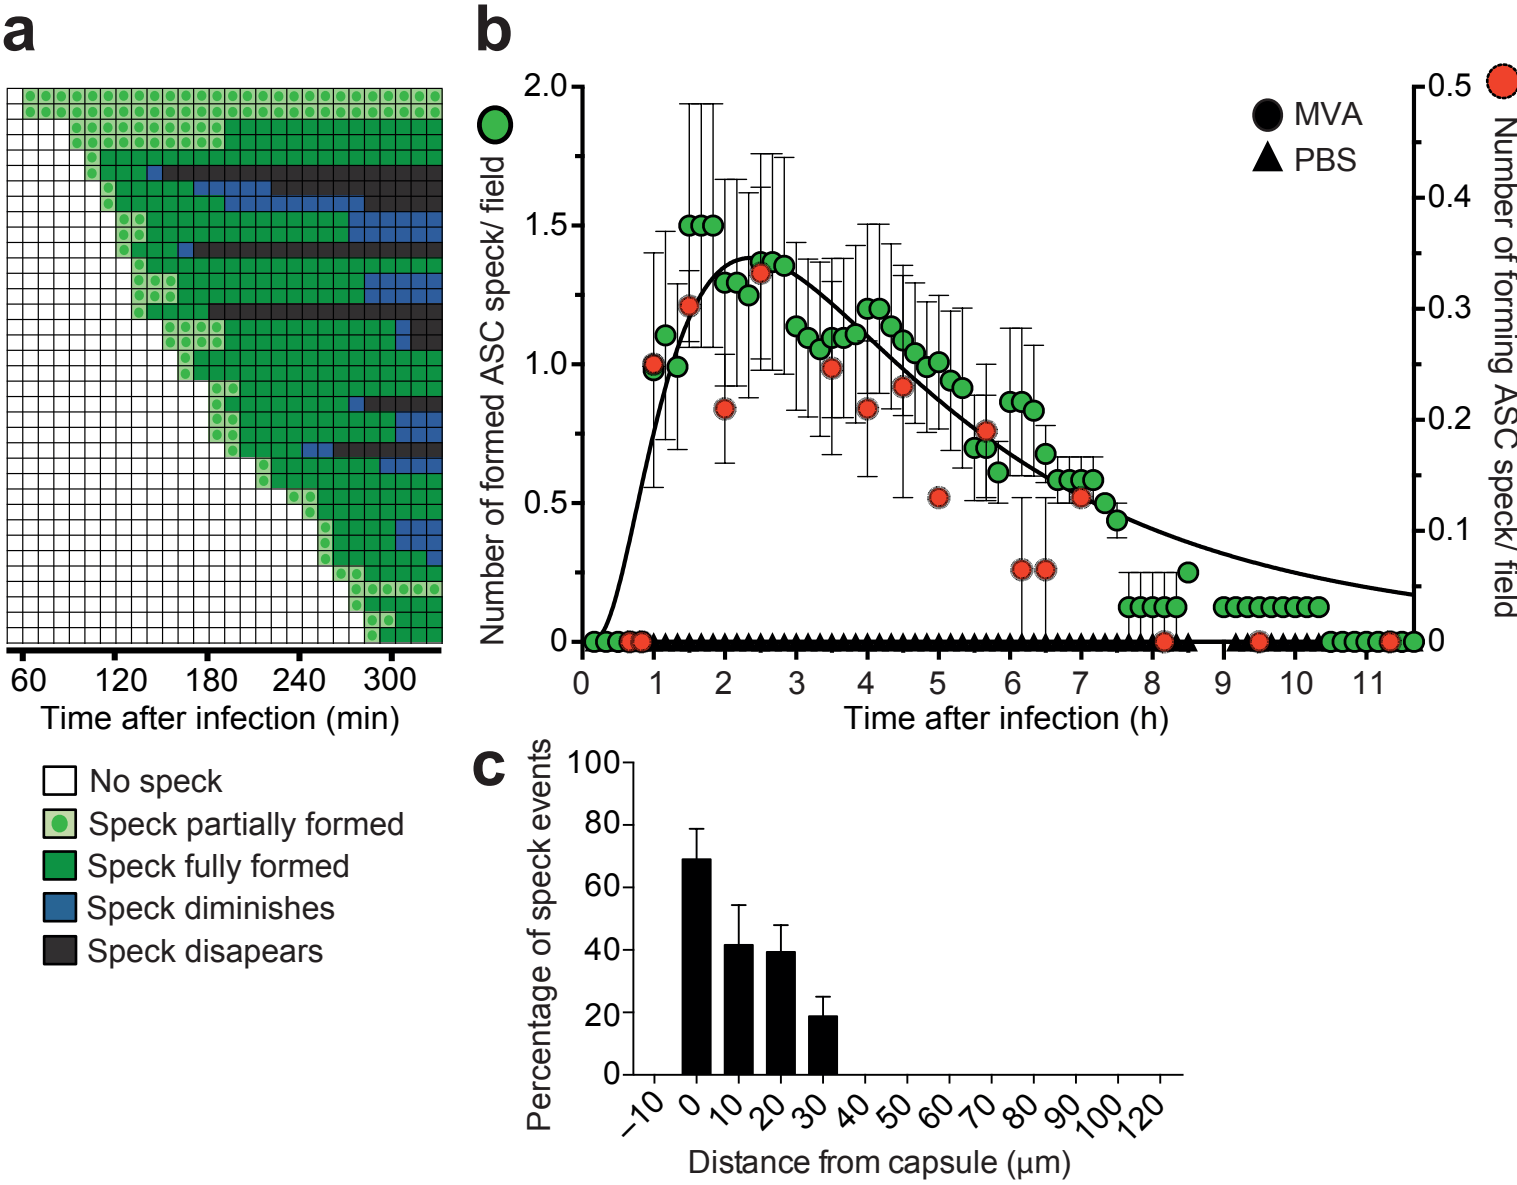 a
60 120 180 240 300
Time after infection (min)
No speck
Speck partially formed
Speck fully formed
Speck diminishes
Speck disapears
b
Number of formed ASC speck/ field
2.0
1.5
1.0
0.5
0
MVA
PBS
0.5
0.4
0.3
0.2
0.1
0
Number of forming ASC speck/ field
0 1 2 3 4 5 6 7 8 9 10 11
Time after infection (h)
c
Percentage of speck events
100
80
60
40
20
0
–10 0 10 20 30 40 50 60 70 80 90 100 120
Distance from capsule (µm)